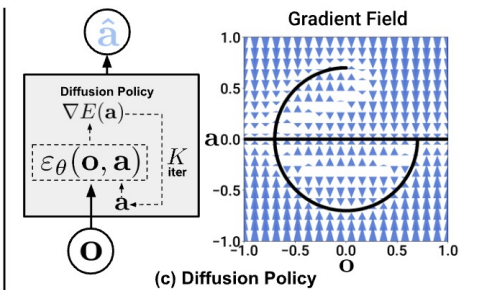 â
Diffusion Policy
∇E(a)
ε_θ(o, a)
K
iter
a
o
Gradient Field
1.0
0.5
a 0.0
−0.5
−1.0
−1.0 −0.5 0.0 0.5 1.0
o
(c) Diffusion Policy